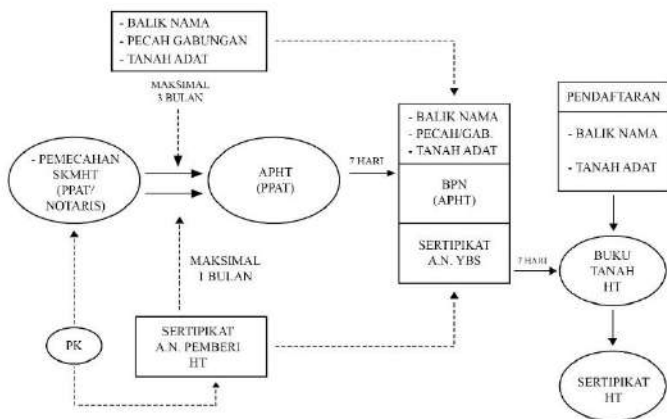 - BALIK NAMA
- PECAH GABUNGAN
- TANAH ADAT
MAKSIMAL
3 BULAN
- PEMECAHAN
SKMHT
(PPAT/
NOTARIS)
APHT
(PPAT)
7 HARI
- BALIK NAMA
- PECAH/GAB.
- TANAH ADAT
BPN
(APHT)
SERTIPIKAT
A.N. YBS
PENDAFTARAN
- BALIK NAMA
- TANAH ADAT
MAKSIMAL
1 BULAN
7 HARI
BUKU
TANAH
HT
PK
SERTIPIKAT
A.N. PEMBERI
HT
SERTIPIKAT
HT